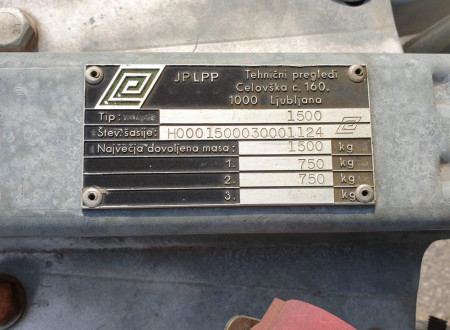 JP LPP Tehnični pregledi
Celovška c. 160.
1000 Ljubljana
Tip: 1500
Štev. šasije: H0001500030001124
Največja dovoljena masa: 1500 kg
1. 750 kg
2. 750 kg
3. kg